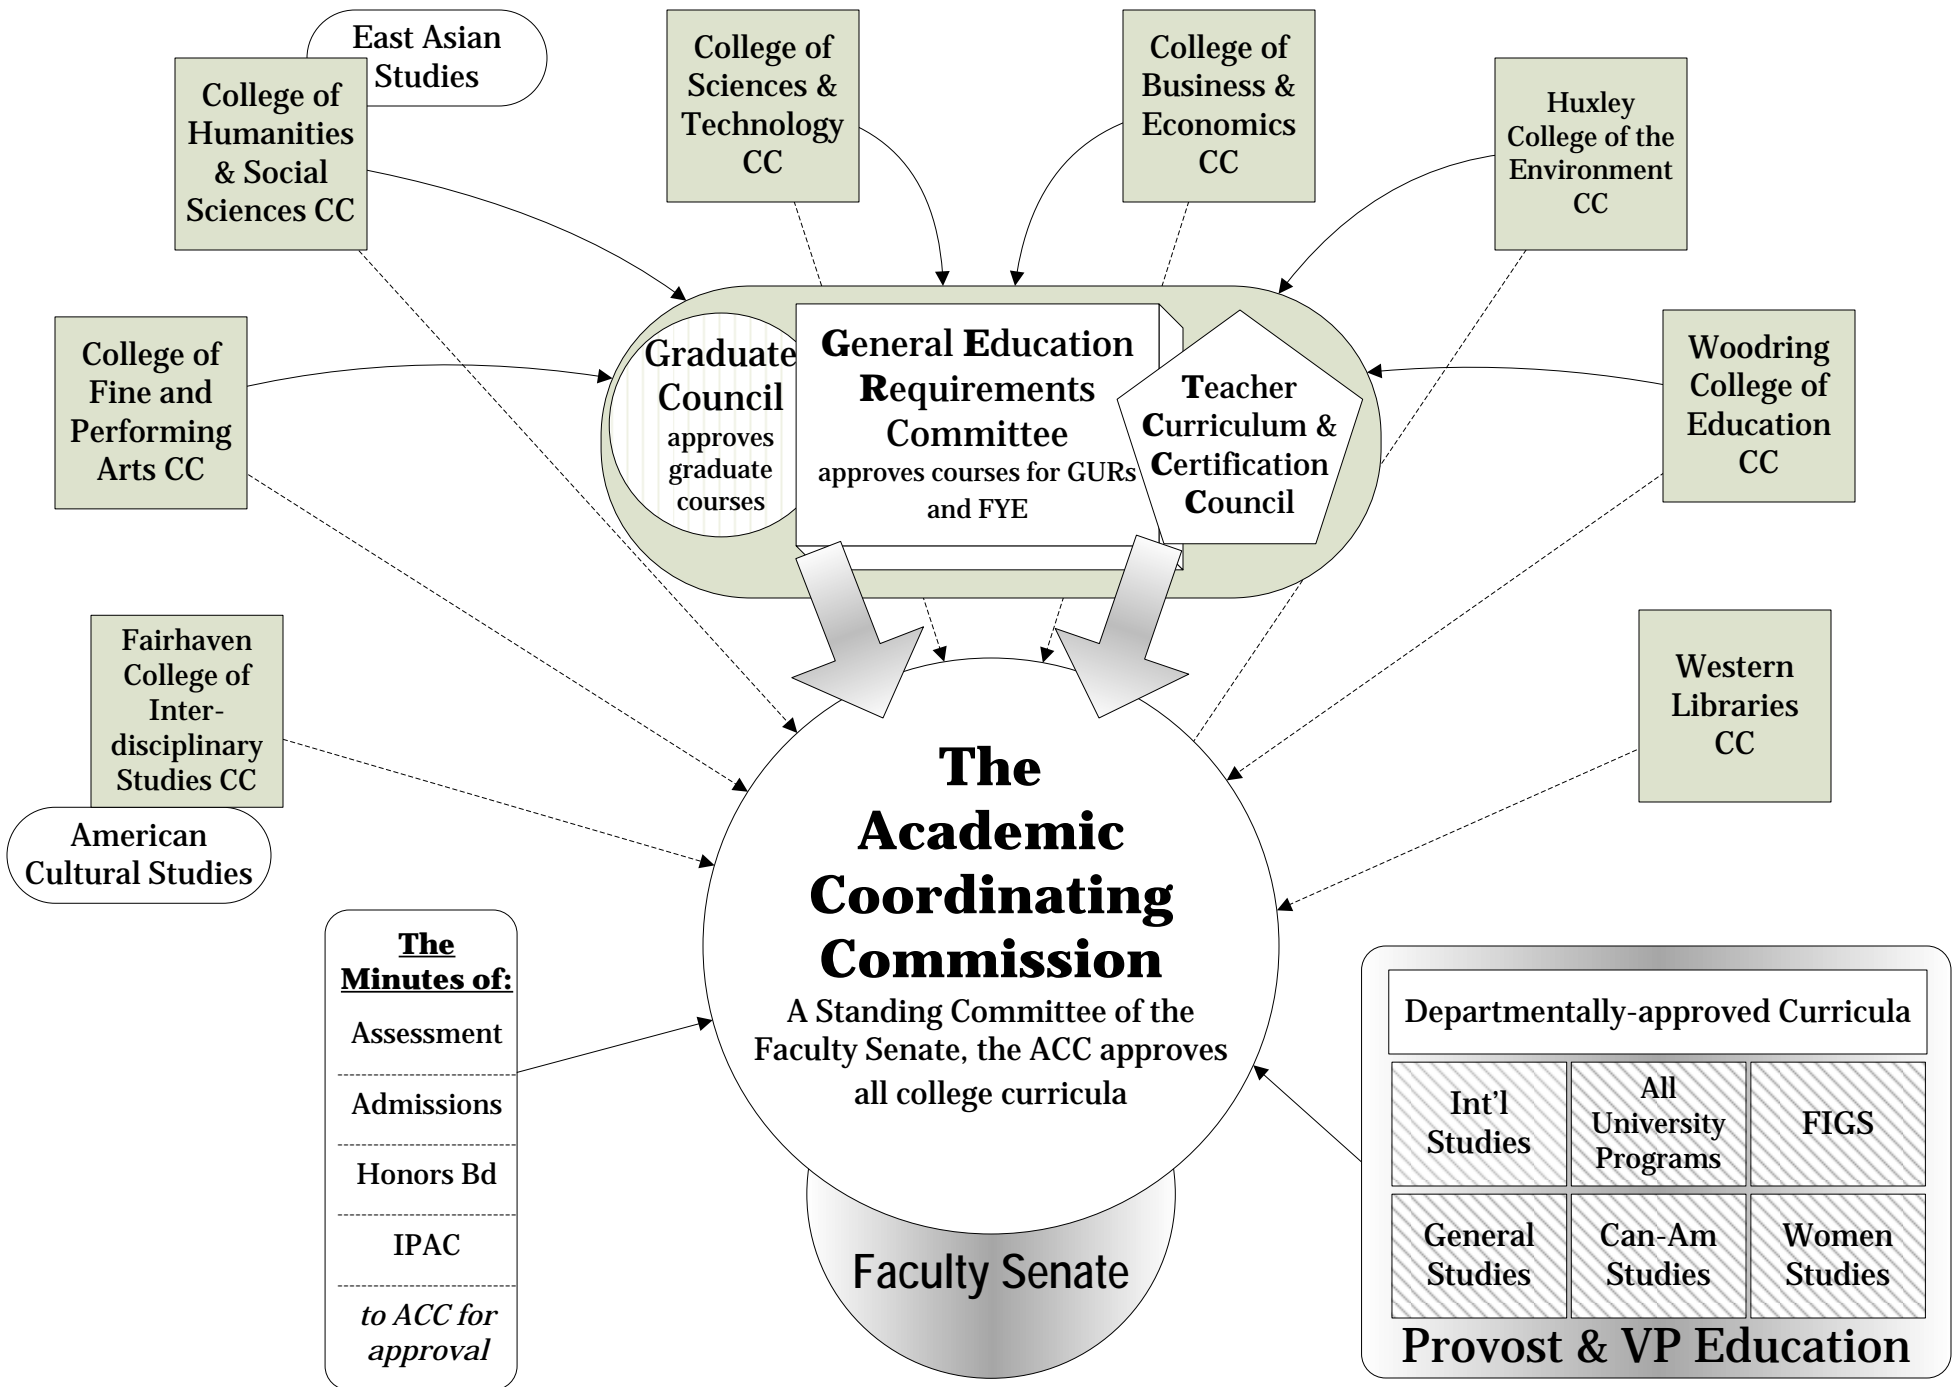 East Asian
Studies
College of
Humanities
& Social
Sciences CC
College of
Sciences &
Technology
CC
College of
Business &
Economics
CC
Huxley
College of the
Environment
CC
College of
Fine and
Performing
Arts CC
Graduate
Council
approves
graduate
courses
General Education
Requirements
Committee
approves courses for GURs
and FYE
Teacher
Curriculum &
Certification
Council
Woodring
College of
Education
CC
Fairhaven
College of
Inter-
disciplinary
Studies CC
American
Cultural Studies
Western
Libraries
CC
The
Academic
Coordinating
Commission
A Standing Committee of the
Faculty Senate, the ACC approves
all college curricula
Faculty Senate
The
Minutes of:
Assessment
Admissions
Honors Bd
IPAC
to ACC for
approval
Departmentally-approved Curricula
Int'l
Studies
All
University
Programs
FIGS
General
Studies
Can-Am
Studies
Women
Studies
Provost & VP Education